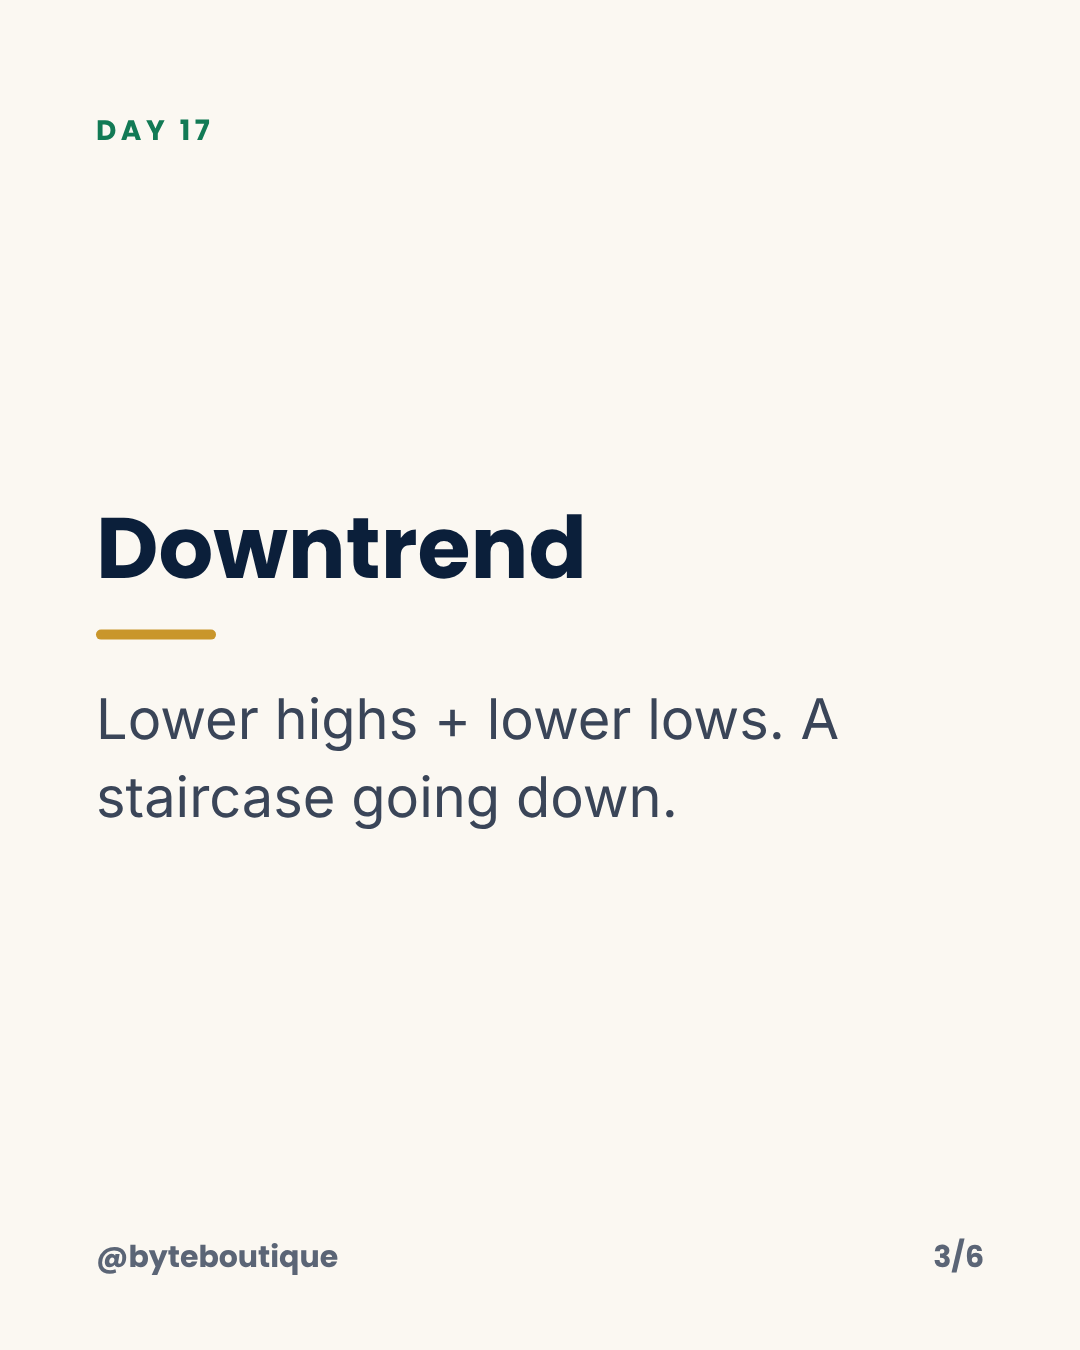 DAY 17
Downtrend
Lower highs + lower lows. A
staircase going down.
@byteboutique
3/6